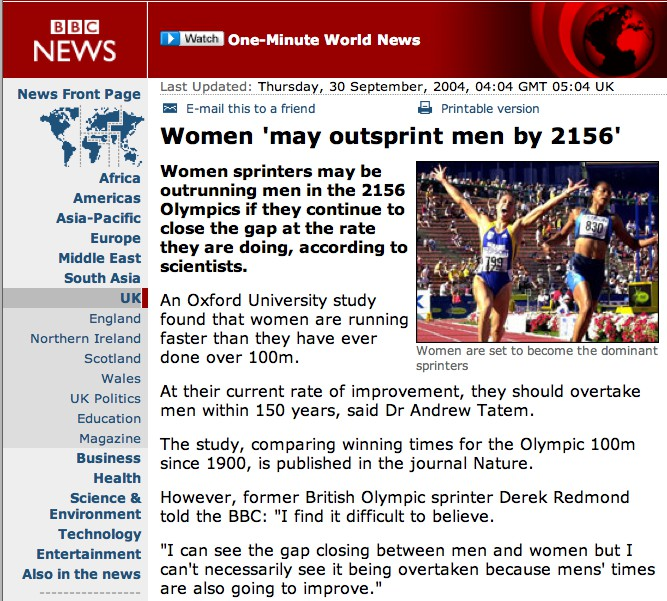 BBC
NEWS
Watch One-Minute World News
News Front Page
Africa
Americas
Asia-Pacific
Europe
Middle East
South Asia
UK
England
Northern Ireland
Scotland
Wales
UK Politics
Education
Magazine
Business
Health
Science &
Environment
Technology
Entertainment
Also in the news
Last Updated: Thursday, 30 September, 2004, 04:04 GMT 05:04 UK
E-mail this to a friend
Printable version
Women 'may outsprint men by 2156'
Women sprinters may be
outrunning men in the 2156
Olympics if they continue to
close the gap at the rate
they are doing, according to
scientists.
799
830
Women are set to become the dominant
sprinters
An Oxford University study
found that women are running
faster than they have ever
done over 100m.
At their current rate of improvement, they should overtake
men within 150 years, said Dr Andrew Tatem.
The study, comparing winning times for the Olympic 100m
since 1900, is published in the journal Nature.
However, former British Olympic sprinter Derek Redmond
told the BBC: "I find it difficult to believe.
"I can see the gap closing between men and women but I
can't necessarily see it being overtaken because mens' times
are also going to improve."